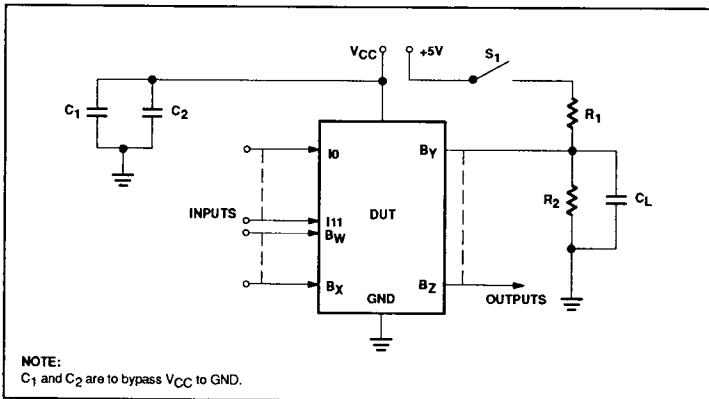 VCC +5V S1
C1 C2 R1
I0 BY
R2 CL
INPUTS I11 DUT
BW
BX GND BZ OUTPUTS
NOTE:
C1 and C2 are to bypass VCC to GND.